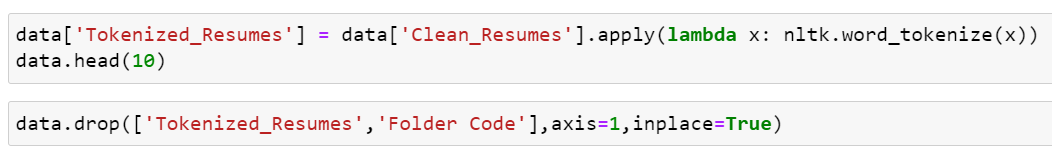 data['Tokenized_Resumes'] = data['Clean_Resumes'].apply(lambda x: nltk.word_tokenize(x))
data.head(10)
data.drop(['Tokenized_Resumes','Folder Code'],axis=1,inplace=True)